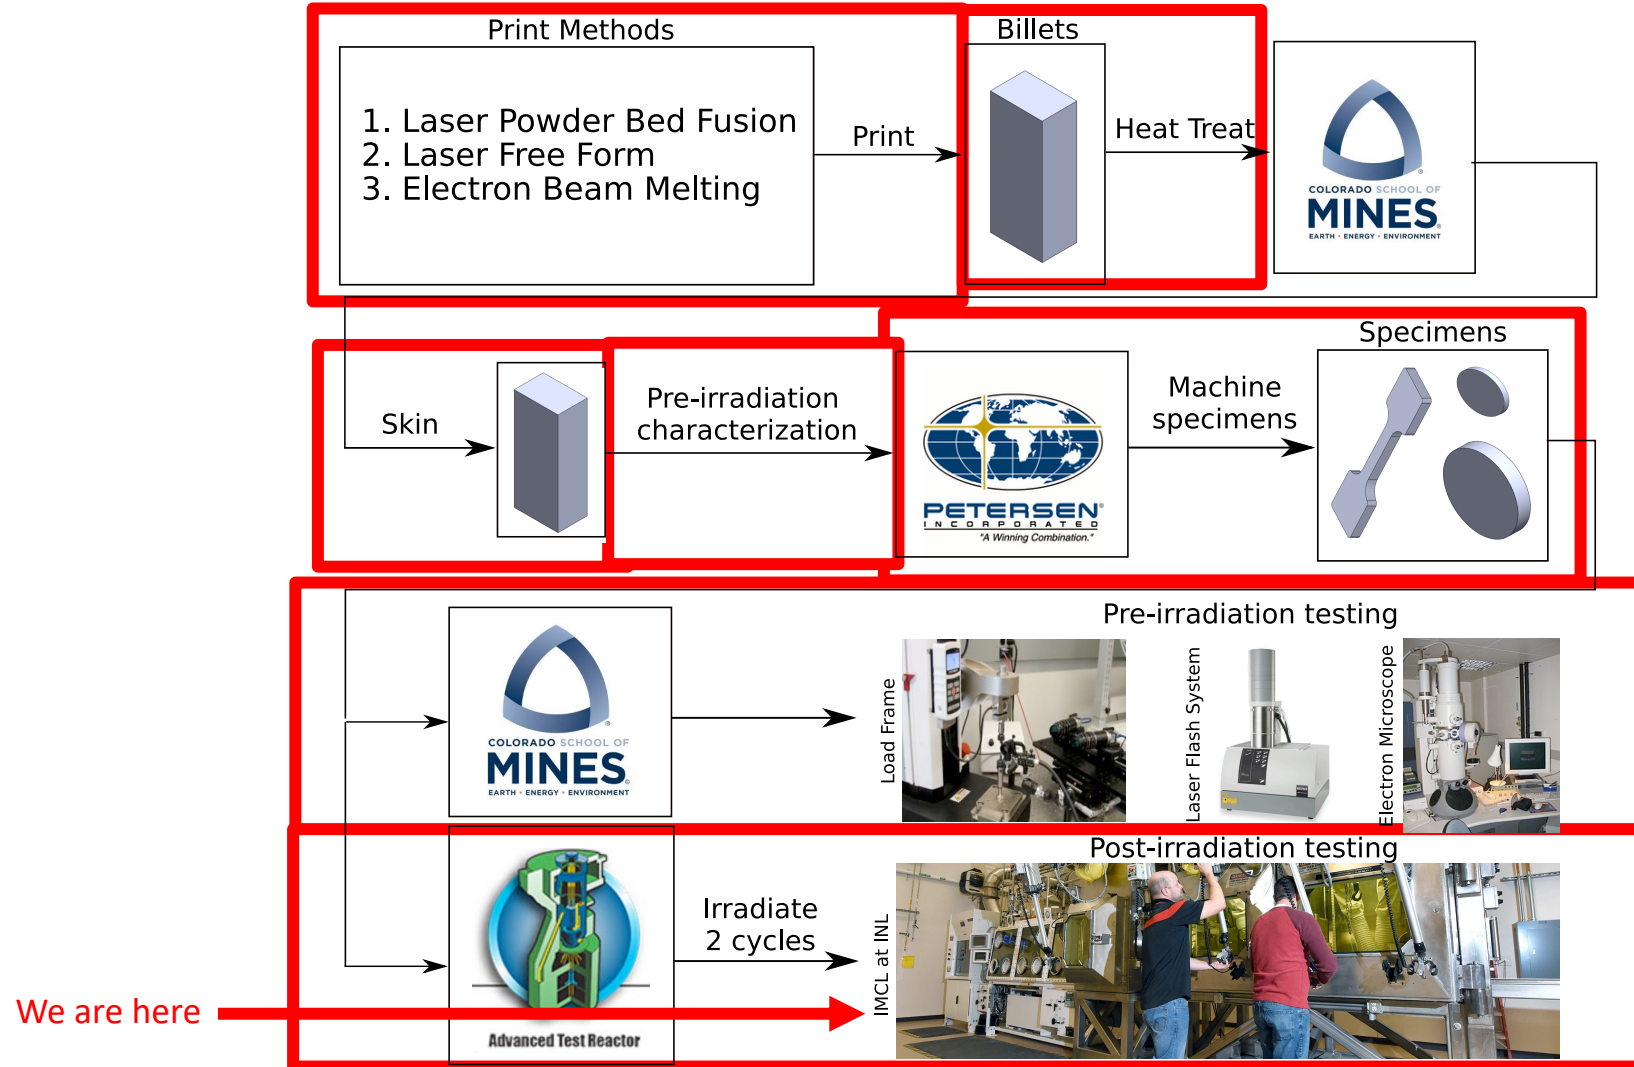 Print Methods
1. Laser Powder Bed Fusion
2. Laser Free Form
3. Electron Beam Melting
Print
Billets
Heat Treat
COLORADO SCHOOL OF
MINES
EARTH • ENERGY • ENVIRONMENT
Skin
Pre-irradiation
characterization
PETERSEN®
INCORPORATED
"A Winning Combination."
Machine
specimens
Specimens
COLORADO SCHOOL OF
MINES
EARTH • ENERGY • ENVIRONMENT
Pre-irradiation testing
Load Frame
Laser Flash System
Electron Microscope
Advanced Test Reactor
Irradiate
2 cycles
Post-irradiation testing
IMCL at INL
We are here